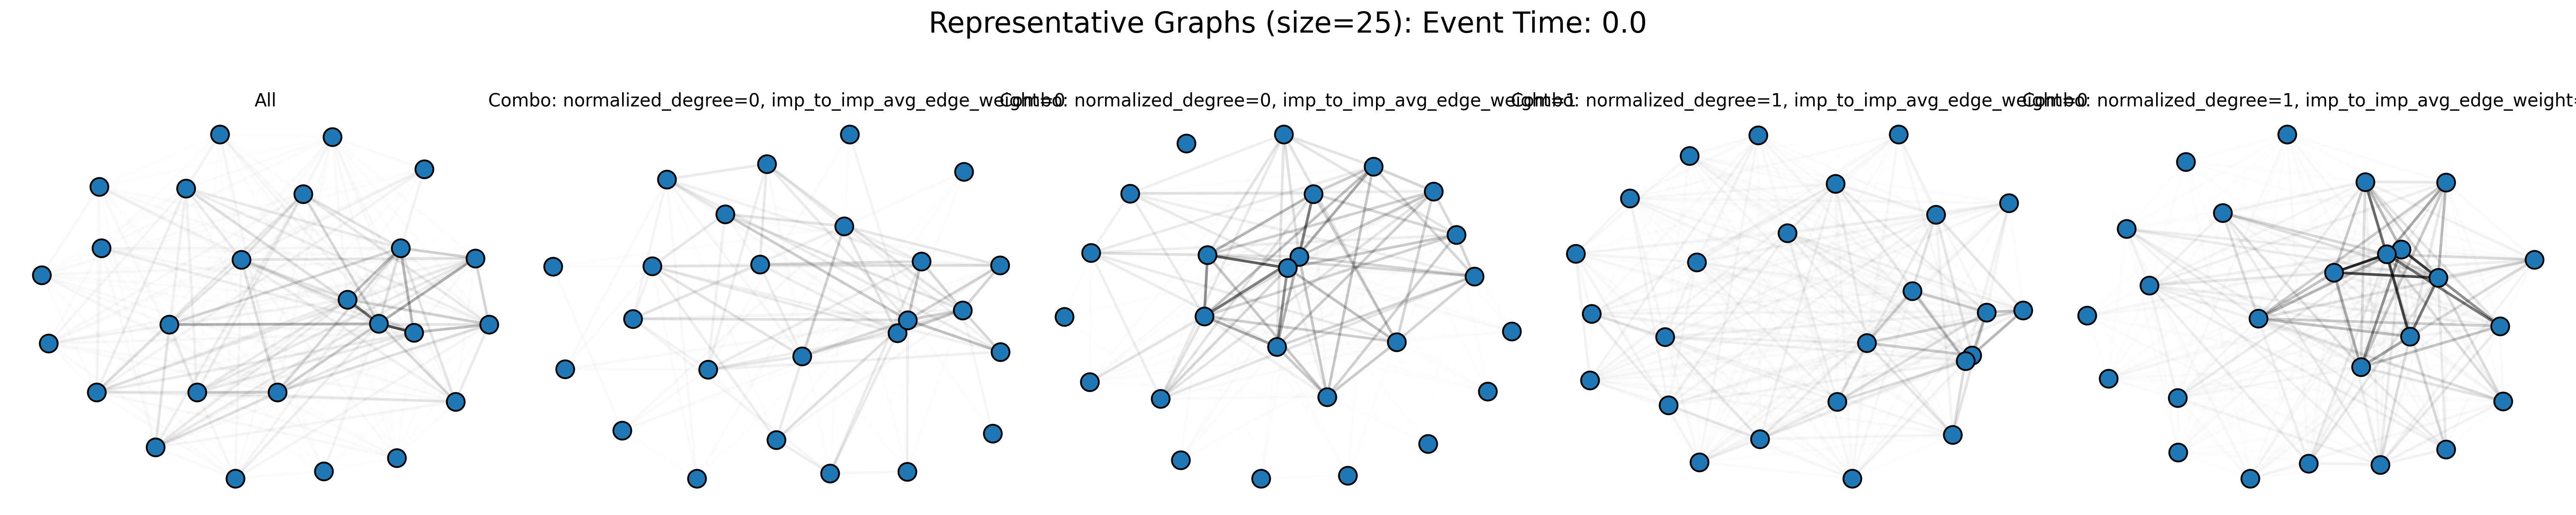 Representative Graphs (size=25): Event Time: 0.0
All
Combo: normalized_degree=0, imp_to_imp_avg_edge_weight=0
Combo: normalized_degree=0, imp_to_imp_avg_edge_weight=1
Combo: normalized_degree=1, imp_to_imp_avg_edge_weight=0
Combo: normalized_degree=1, imp_to_imp_avg_edge_weight=